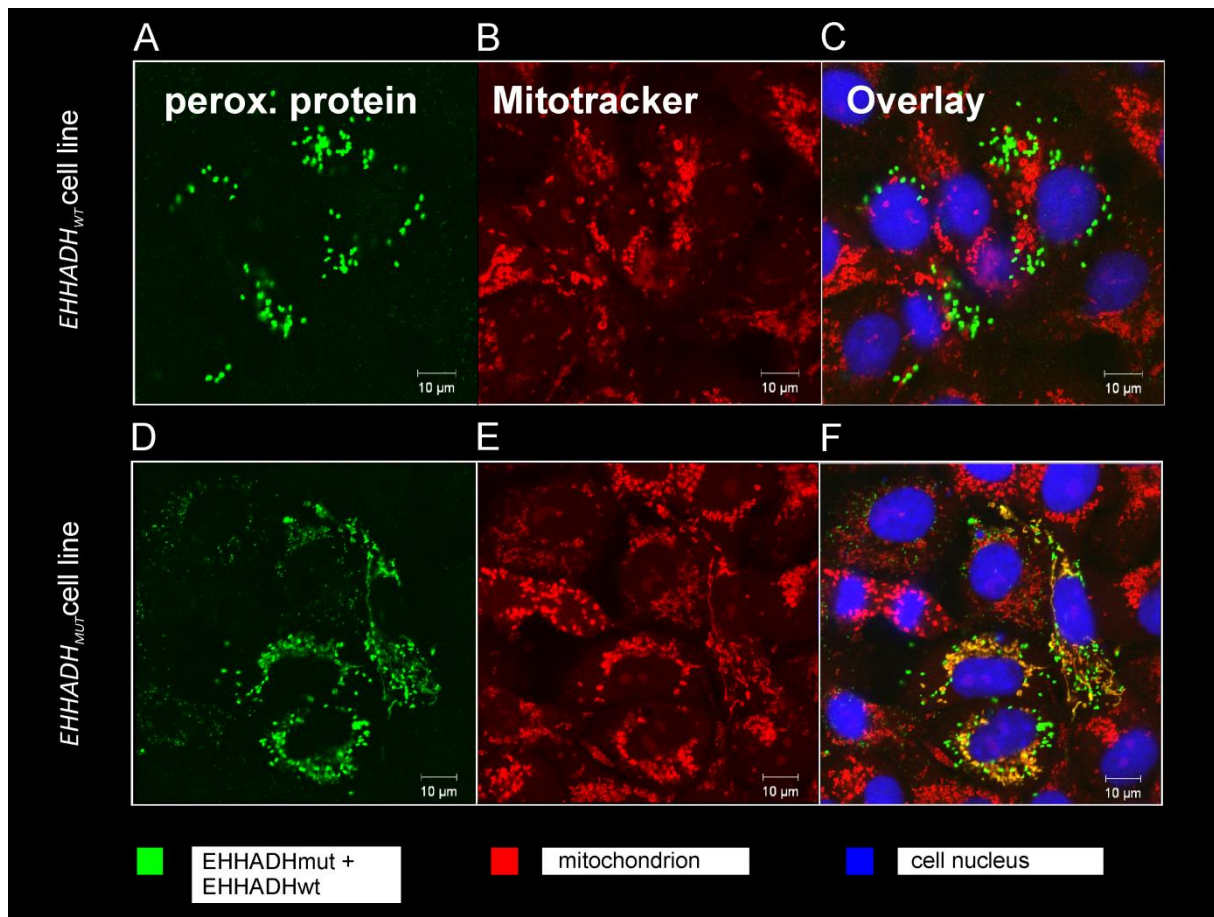 A
B
C
perox: protein
Mitotracker
Overlay
EHHADHWT cell line
10 µm
10 µm
10 µm
D
E
F
EHHADHMUT cell line
10 µm
10 µm
10 µm
EHHADHmut +
EHHADHwt
mitochondrion
cell nucleus